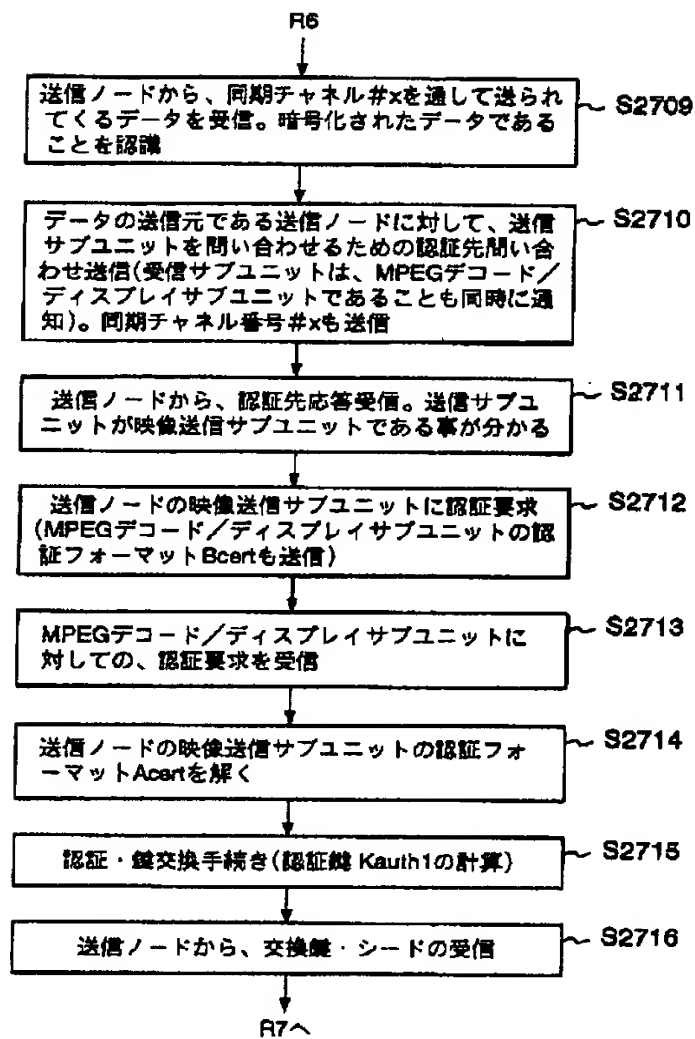 R6
送信ノードから、同期チャネル#xを通して送られ
てくるデータを受信。暗号化されたデータである
ことを認識
S2709
データの送信元である送信ノードに対して、送信
サブユニットを問い合わせるための認証先問い合
わせ送信(受信サブユニットは、MPEGデコード/
ディスプレイサブユニットであることも同時に通
知)。同期チャネル番号#xも送信
S2710
送信ノードから、認証先応答受信。送信サブユ
ニットが映像送信サブユニットである事が分かる
S2711
送信ノードの映像送信サブユニットに認証要求
(MPEGデコード/ディスプレイサブユニットの認
証フォーマットBcertも送信)
S2712
MPEGデコード/ディスプレイサブユニットに
対しての、認証要求を受信
S2713
送信ノードの映像送信サブユニットの認証フォ
ーマットAcertを解く
S2714
認証・鍵交換手続き(認証鍵 Kauth1の計算)
S2715
送信ノードから、交換鍵・シードの受信
S2716
R7へ